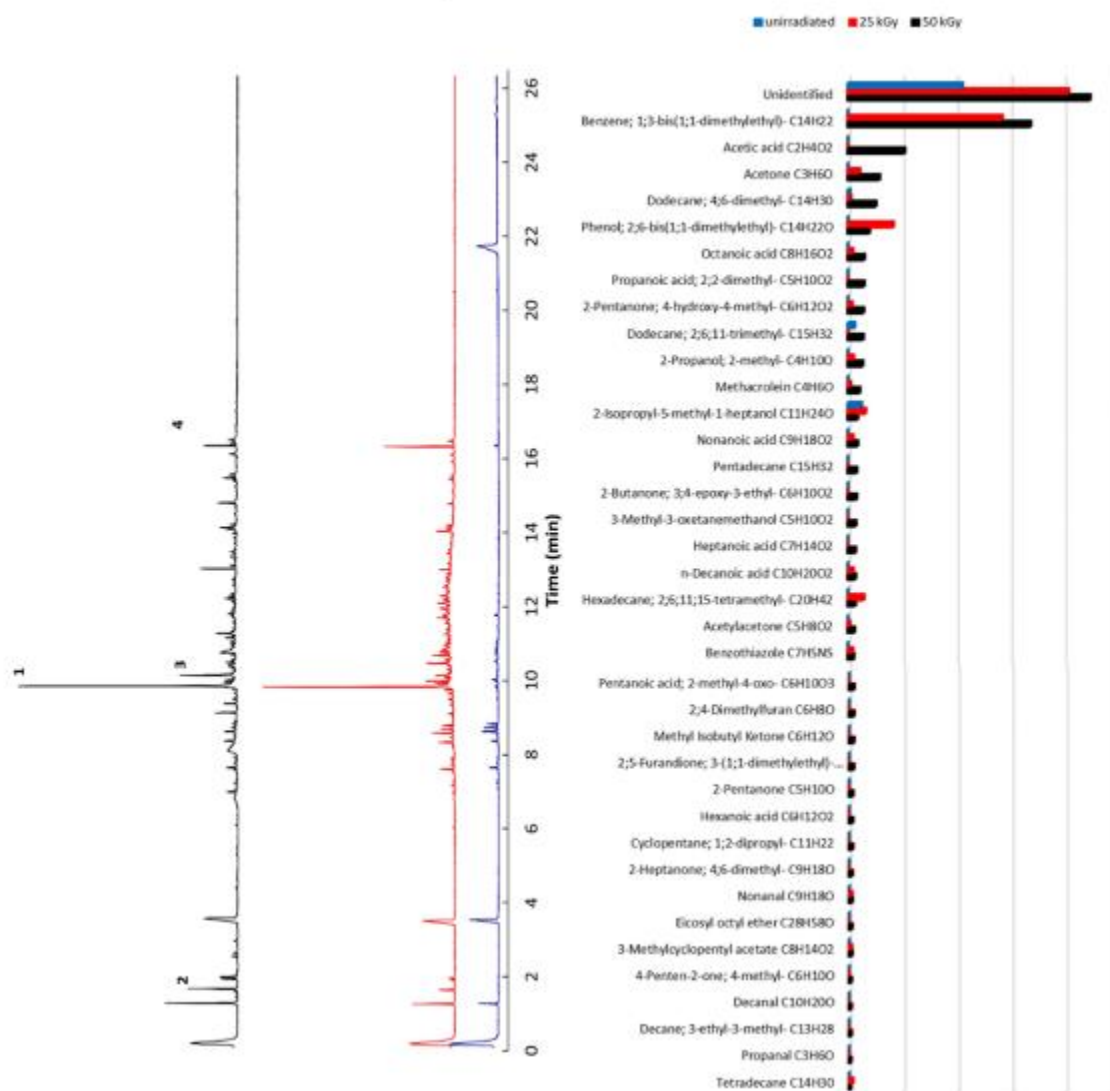 unirradiated 25 kGy 50 kGy
Unidentified
Benzene; 1;3-bis(1;1-dimethylethyl)- C14H22
Acetic acid C2H4O2
Acetone C3H6O
Dodecane; 4;6-dimethyl- C14H30
Phenol; 2;6-bis(1;1-dimethylethyl)- C14H22O
Octanoic acid C8H16O2
Propanoic acid; 2;2-dimethyl- C5H10O2
2-Pentanone; 4-hydroxy-4-methyl- C6H12O2
Dodecane; 2;6;11-trimethyl- C15H32
2-Propanol; 2-methyl- C4H10O
Methacrolein C4H6O
2-Isopropyl-5-methyl-1-heptanol C11H24O
Nonanoic acid C9H18O2
Pentadecane C15H32
2-Butanone; 3;4-epoxy-3-ethyl- C6H10O2
3-Methyl-3-oxetanemethanol C5H10O2
Heptanoic acid C7H14O2
n-Decanoic acid C10H20O2
Hexadecane; 2;6;11;15-tetramethyl- C20H42
Acetylacetone C5H8O2
Benzothiazole C7H5NS
Pentanoic acid; 2-methyl-4-oxo- C6H10O3
2;4-Dimethylfuran C6H8O
Methyl Isobutyl Ketone C6H12O
2;5-Furandione; 3-(1;1-dimethylethyl)-...
2-Pentanone C5H10O
Hexanoic acid C6H12O2
Cyclopentane; 1;2-dipropyl- C11H22
2-Heptanone; 4;6-dimethyl- C9H18O
Nonanal C9H18O
Eicosyl octyl ether C28H58O
3-Methylcyclopentyl acetate C8H14O2
4-Penten-2-one; 4-methyl- C6H10O
Decanal C10H20O
Decane; 3-ethyl-3-methyl- C13H28
Propanal C3H6O
Tetradecane C14H30
1
2
3
4
0 2 4 6 8 10 12 14 16 18 20 22 24 26
Time (min)